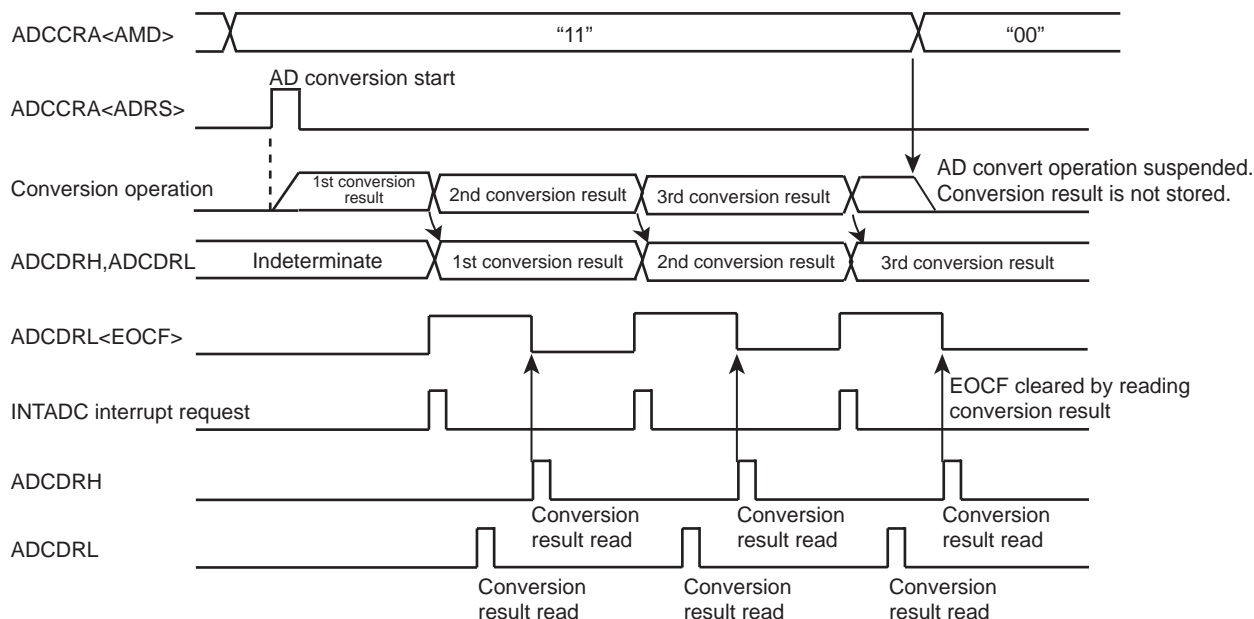 ADCCRA<AMD>
“11”
“00”
AD conversion start
ADCCRA<ADRS>
Conversion operation
1st conversion
result
2nd conversion result
3rd conversion result
AD convert operation suspended.
Conversion result is not stored.
ADCDRH,ADCDRL
Indeterminate
1st conversion result
2nd conversion result
3rd conversion result
ADCDRL<EOCF>
EOCF cleared by reading
conversion result
INTADC interrupt request
ADCDRH
Conversion
result read
Conversion
result read
Conversion
result read
ADCDRL
Conversion
result read
Conversion
result read
Conversion
result read